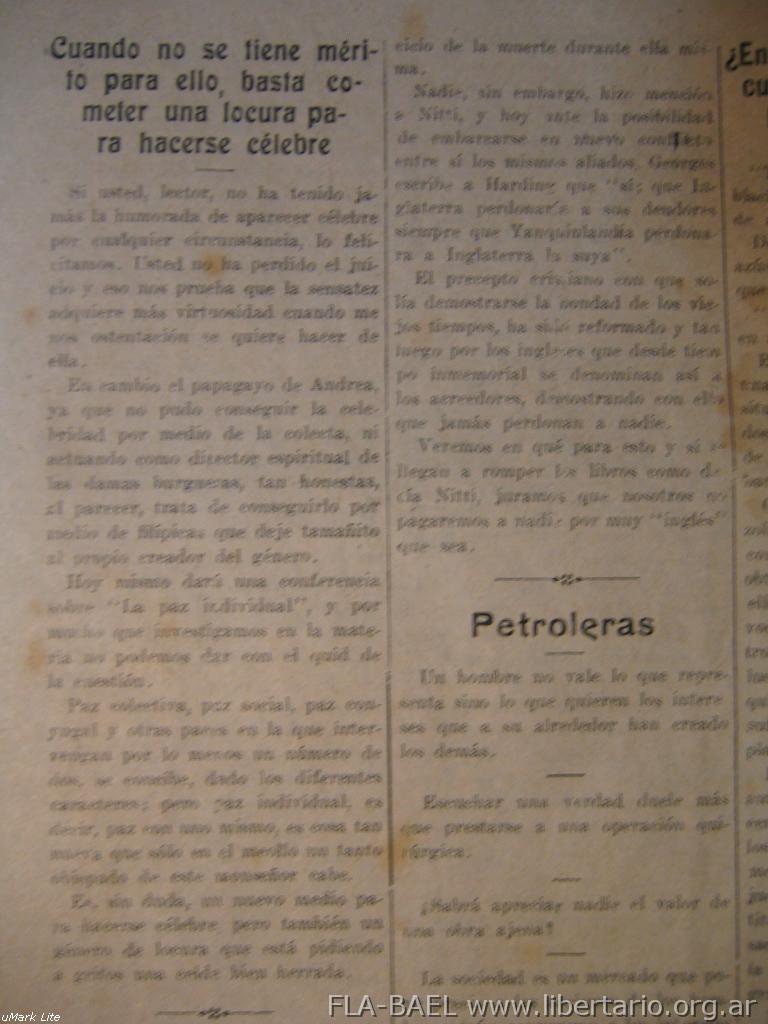 Cuando no se tiene méri-
to para ello, basta co-
meter una locura pa-
ra hacerse célebre
Si usted, lector, no ha tenido ja-
más la humorada de aparecer célebre
por cualquier circunstancia, lo feli-
citamos. Usted no ha perdido el jui-
cio y eso nos prueba que la sensatez
adquiere más virtuosidad cuando me
nos ostentación se quiere hacer de
ella.
En cambio el papagayo de Andrea,
ya que no pudo conseguir la cele-
bridad por medio de la colecta, ni
actuando como director espiritual de
las damas burguesas, tan honestas,
al parecer, trata de conseguirlo por
medio de filípicas que deje tamañito
al propio creador del género.
Hoy mismo dará una conferencia
sobre "La paz individual", y por
mucho que investigamos en la mate-
ria no podemos dar con el quid de
la cuestión.
Paz colectiva, paz social, paz con-
yugal y otras paces en la que inter-
vengan por lo menos un número de
dos, se concibe, dado los diferentes
caracteres; pero paz individual, es
decir, paz con uno mismo, es cosa tan
nueva que sólo en el meollo un tanto
obispado de este monseñor cabe.
Es, sin duda, un nuevo medio pa-
ra hacerse célebre, pero también un
género de locura que está pidiendo
a gritos una celda bien herrada.
cicio de la muerte durante ella mis-
ma.
Nadie, sin embargo, hizo mención
a Nitti, y hoy ante la posibilidad
de embarcarse en nuevo conflicto
entre sí los mismos aliados, Georges
escribe a Harding que "si; que In-
glaterra perdonaría a sus deudores
siempre que Yanquinlandia perdona-
ra a Inglaterra la suya".
El precepto cristiano con que so-
lía demostrarse la bondad de los vie-
jos tiempos, ha sido reformado y tan
luego por los ingleses que desde tiem
po inmemorial se denominan así a
los acreedores, demostrando con ello
que jamás perdonan a nadie.
Veremos en qué para esto y si se
llegan a romper los libros como de-
cía Nitti, juramos que nosotros no
pagaremos a nadie por muy "inglés"
que sea.
Petroleras
Un hombre no vale lo que repre-
senta sino lo que quieren los intere
ses que a su alrededor han creado
los demás.
Escuchar una verdad duele más
que prestarse a una operación qui-
rúrgica.
¿Sabrá apreciar nadie el valor de
una obra ajena?
La sociedad es un mercado que
¿En
cu
uMark Lite
FLA-BAEL www.libertario.org.ar